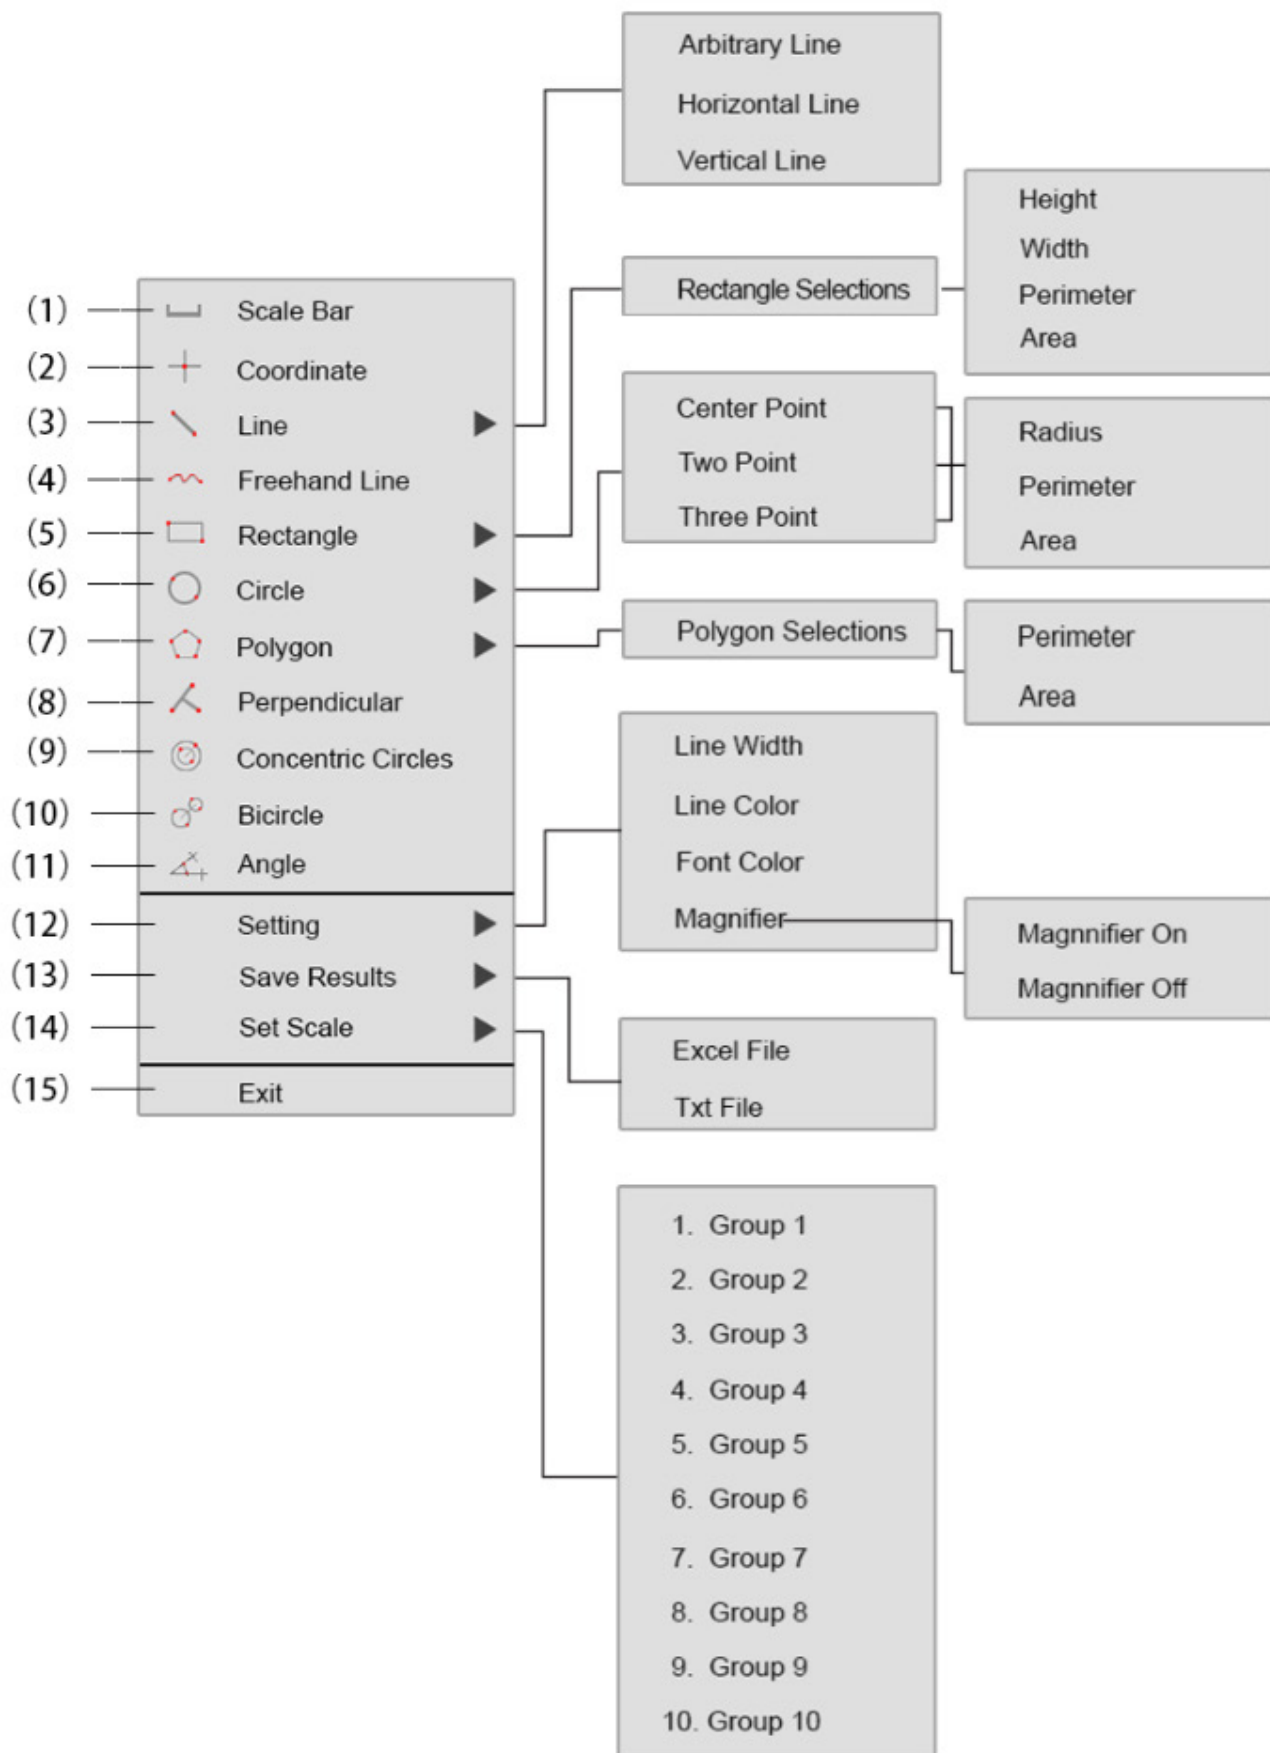 Arbitrary Line
Horizontal Line
Vertical Line
Height
Width
Perimeter
Area
Rectangle Selections
(1) Scale Bar
(2) Coordinate
(3) Line
(4) Freehand Line
(5) Rectangle
(6) Circle
(7) Polygon
(8) Perpendicular
(9) Concentric Circles
(10) Bicircle
(11) Angle
(12) Setting
(13) Save Results
(14) Set Scale
(15) Exit
Center Point
Two Point
Three Point
Radius
Perimeter
Area
Polygon Selections
Perimeter
Area
Line Width
Line Color
Font Color
Magnifier
Magnnifier On
Magnnifier Off
Excel File
Txt File
1. Group 1
2. Group 2
3. Group 3
4. Group 4
5. Group 5
6. Group 6
7. Group 7
8. Group 8
9. Group 9
10. Group 10